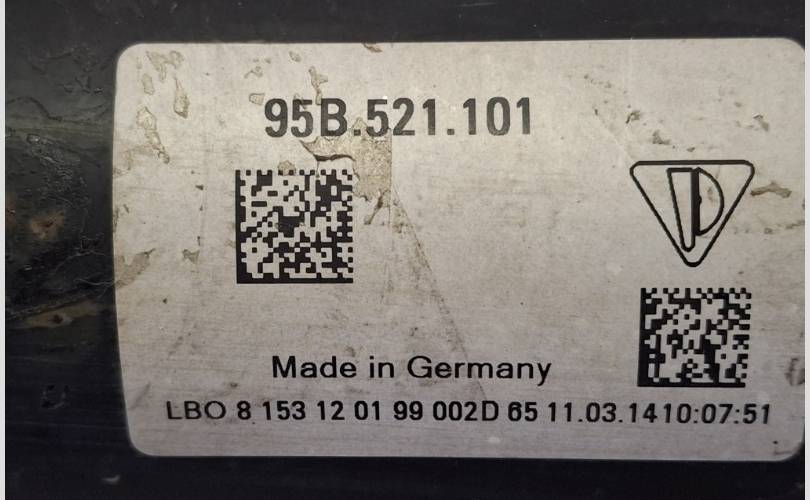 95B.521.101
Made in Germany
LBO 8 153 12 01 99 002D 65 11.03.1410:07:51